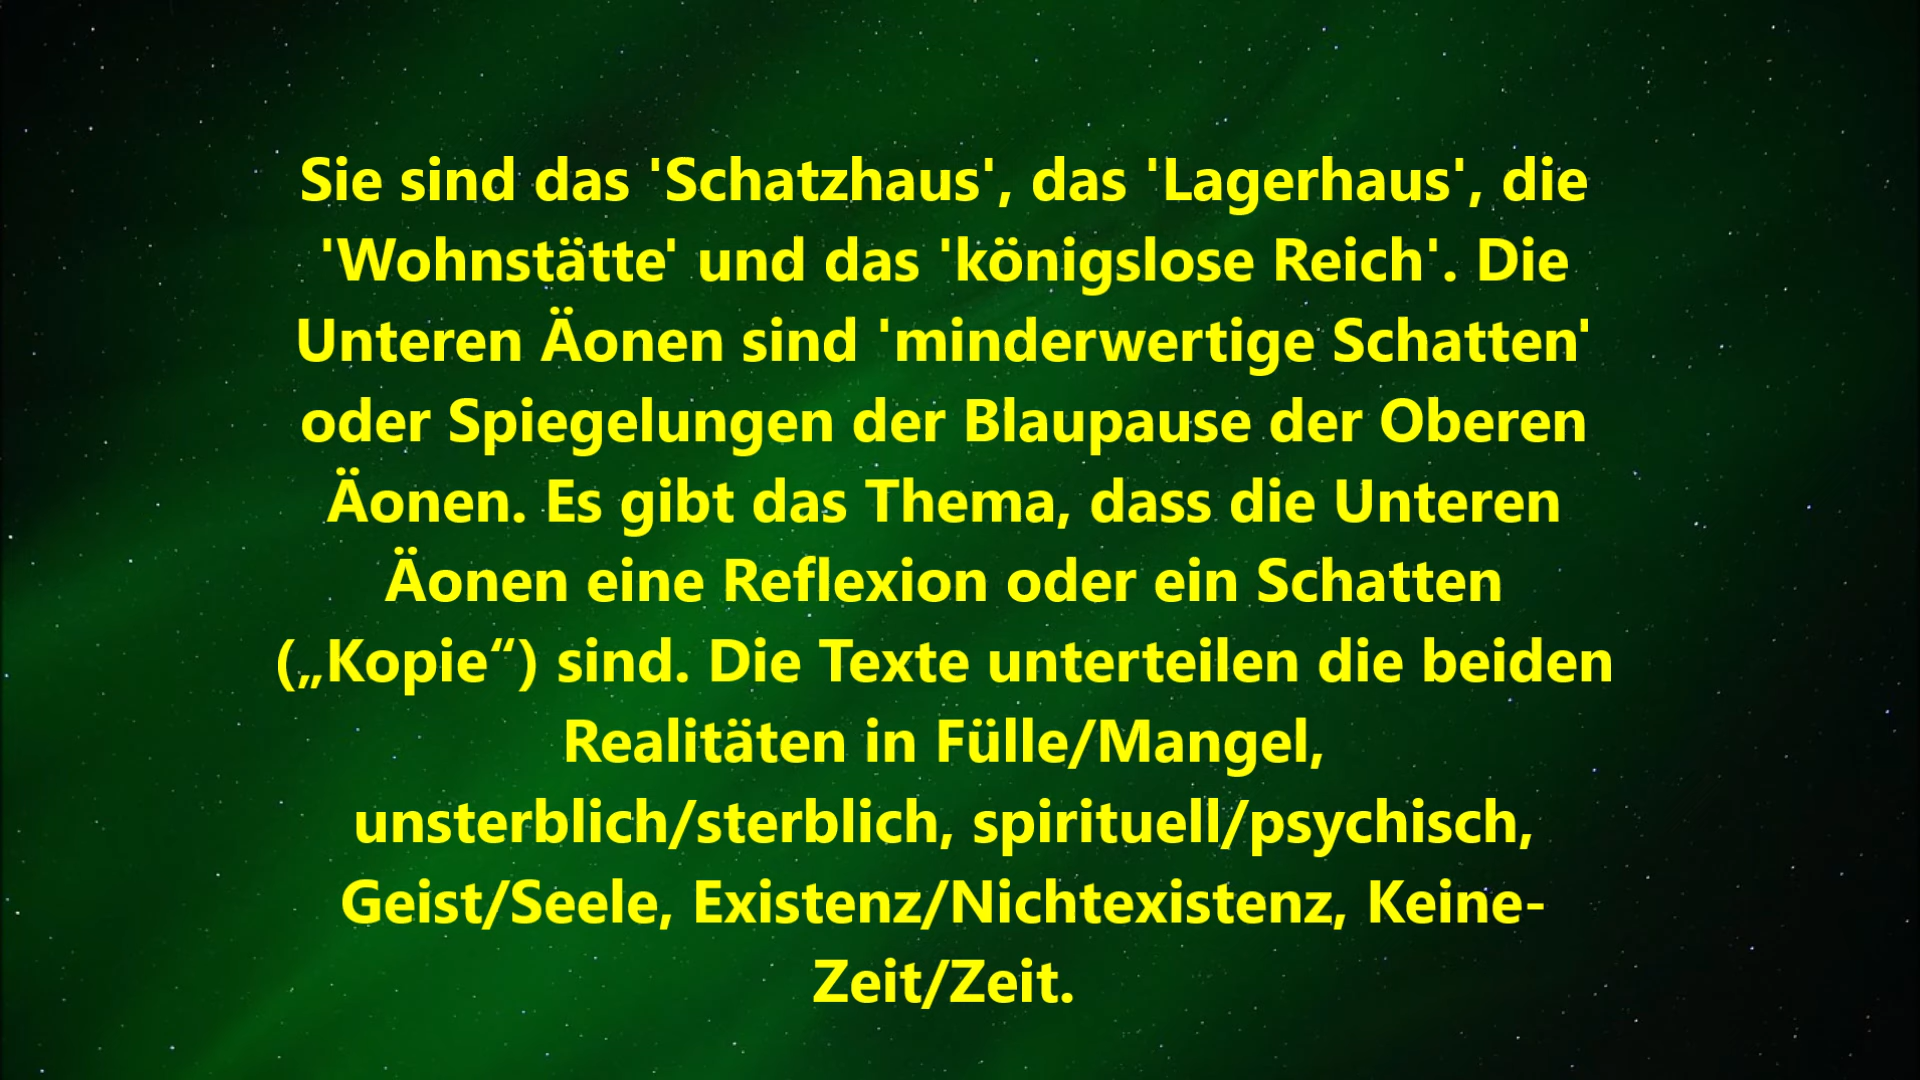 Sie sind das 'Schatzhaus', das 'Lagerhaus', die
'Wohnstätte' und das 'königslose Reich'. Die
Unteren Äonen sind 'minderwertige Schatten'
oder Spiegelungen der Blaupause der Oberen
Äonen. Es gibt das Thema, dass die Unteren
Äonen eine Reflexion oder ein Schatten
(„Kopie“) sind. Die Texte unterteilen die beiden
Realitäten in Fülle/Mangel,
unsterblich/sterblich, spirituell/psychisch,
Geist/Seele, Existenz/Nichtexistenz, Keine-
Zeit/Zeit.